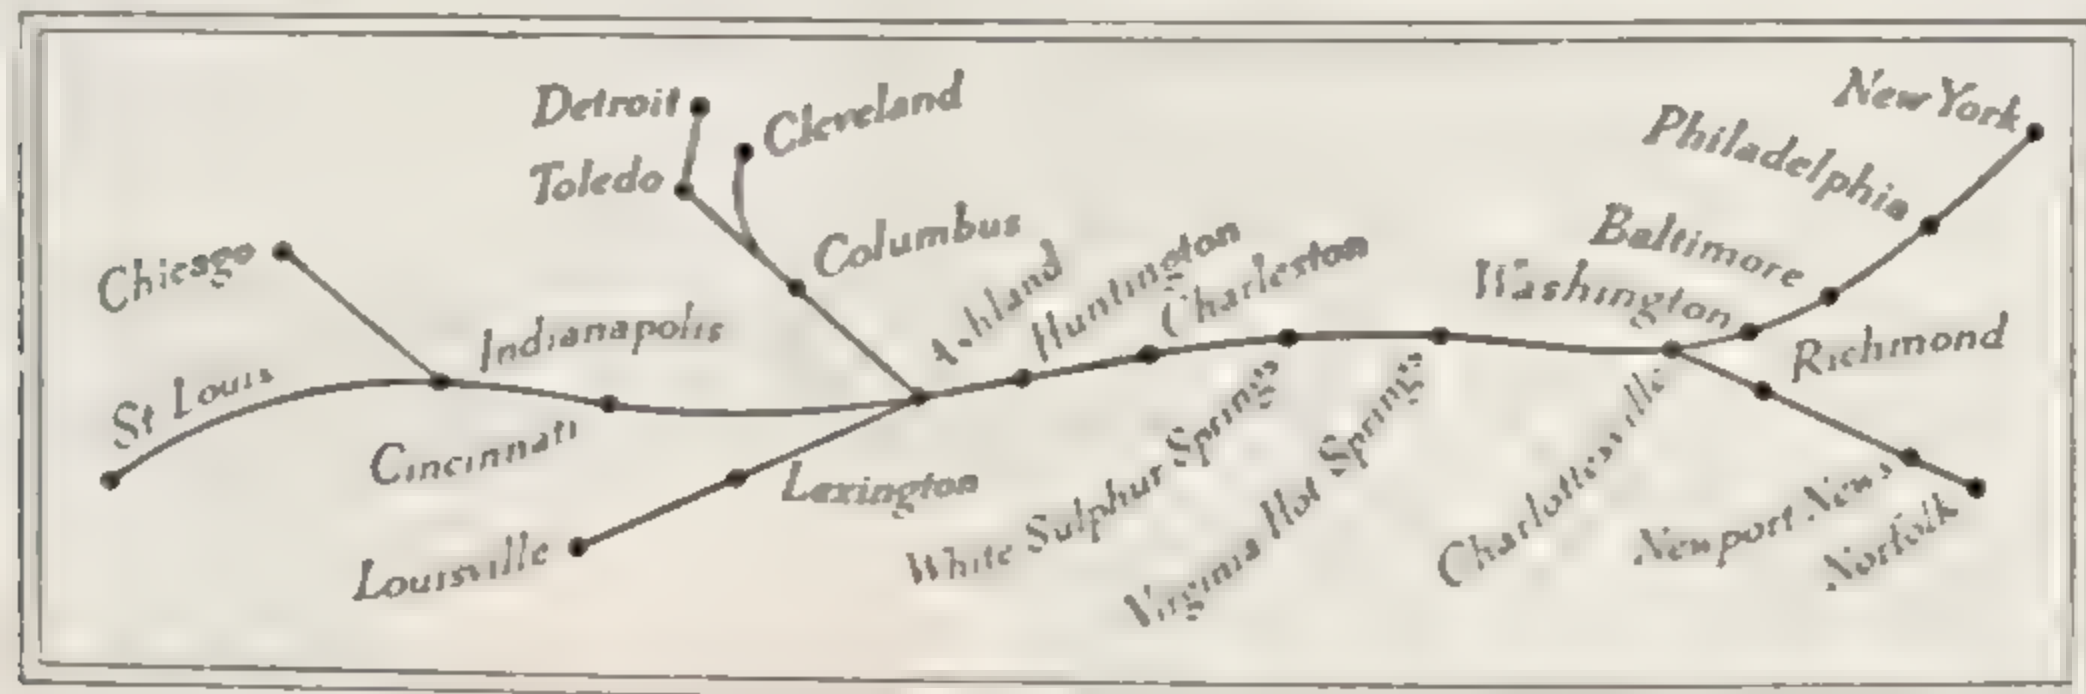 New York
Detroit
Cleveland
Philadelphia
Toledo
Columbus
Baltimore
Chicago
Ashland
Huntington
Charleston
Washington
Indianapolis
Richmond
St Louis
Cincinnati
Lexington
White Sulphur Springs
Virginia Hot Springs
Charlottesville
Newport News
Norfolk
Louisville